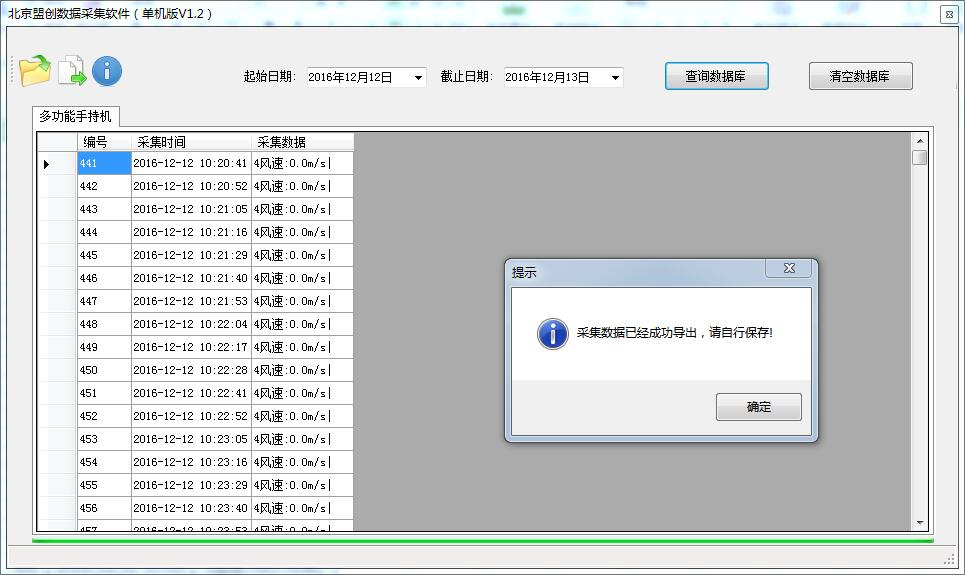 北京盟创数据采集软件（单机版V1.2）
起始日期: 2016年12月12日 截止日期: 2016年12月13日 查询数据库 清空数据库
多功能手持机
编号 采集时间 采集数据
441 2016-12-12 10:20:41 4风速:0.0m/s|
442 2016-12-12 10:20:52 4风速:0.0m/s|
443 2016-12-12 10:21:05 4风速:0.0m/s|
444 2016-12-12 10:21:16 4风速:0.0m/s|
445 2016-12-12 10:21:29 4风速:0.0m/s|
446 2016-12-12 10:21:40 4风速:0.0m/s|
447 2016-12-12 10:21:53 4风速:0.0m/s|
448 2016-12-12 10:22:04 4风速:0.0m/s|
449 2016-12-12 10:22:17 4风速:0.0m/s|
450 2016-12-12 10:22:28 4风速:0.0m/s|
451 2016-12-12 10:22:41 4风速:0.0m/s|
452 2016-12-12 10:22:52 4风速:0.0m/s|
453 2016-12-12 10:23:05 4风速:0.0m/s|
454 2016-12-12 10:23:16 4风速:0.0m/s|
455 2016-12-12 10:23:29 4风速:0.0m/s|
456 2016-12-12 10:23:40 4风速:0.0m/s|
457 2016-12-12 10:23:53 4风速:0.0m/s|
提示
采集数据已经成功导出，请自行保存!
确定